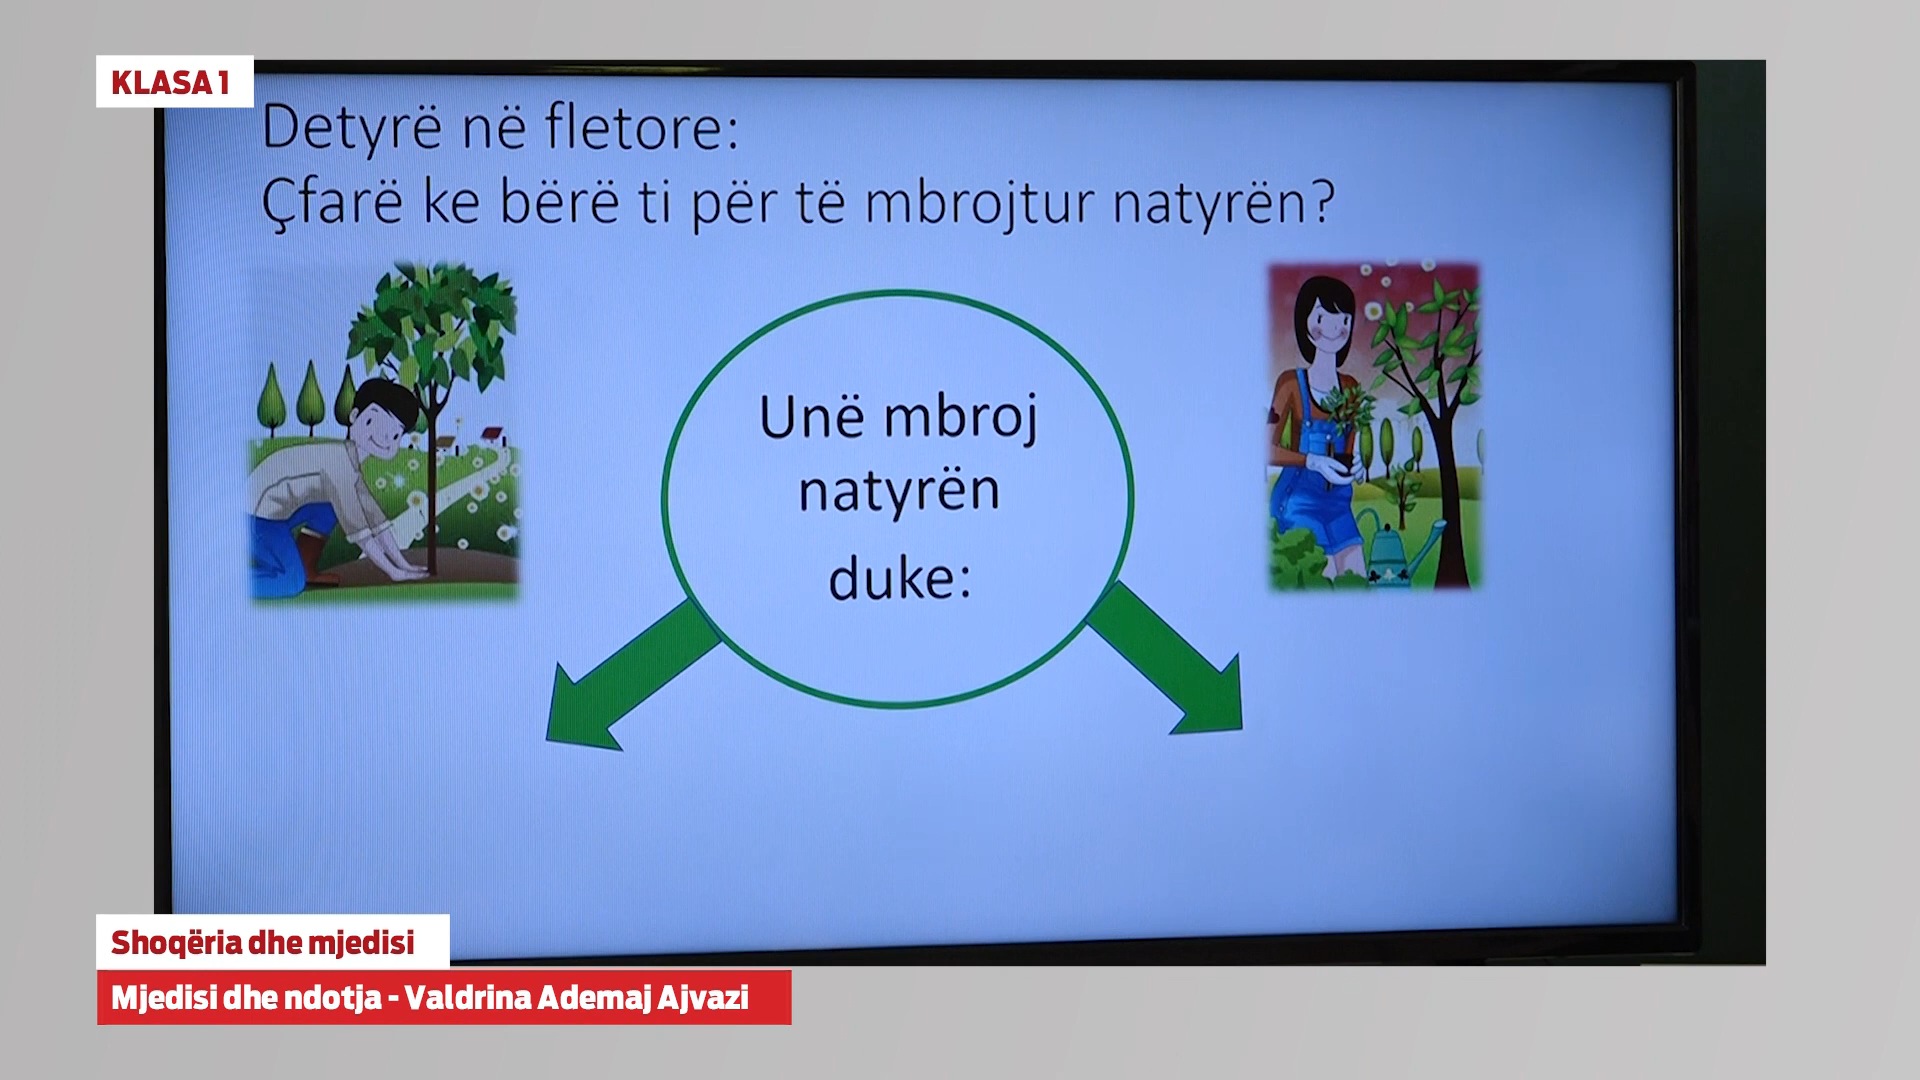 KLASA 1
Detyrë në fletore:
Çfarë ke bërë ti për të mbrojtur natyrën?
Unë mbroj
natyrën
duke:
Shoqëria dhe mjedisi
Mjedisi dhe ndotja - Valdrina Ademaj Ajvazi